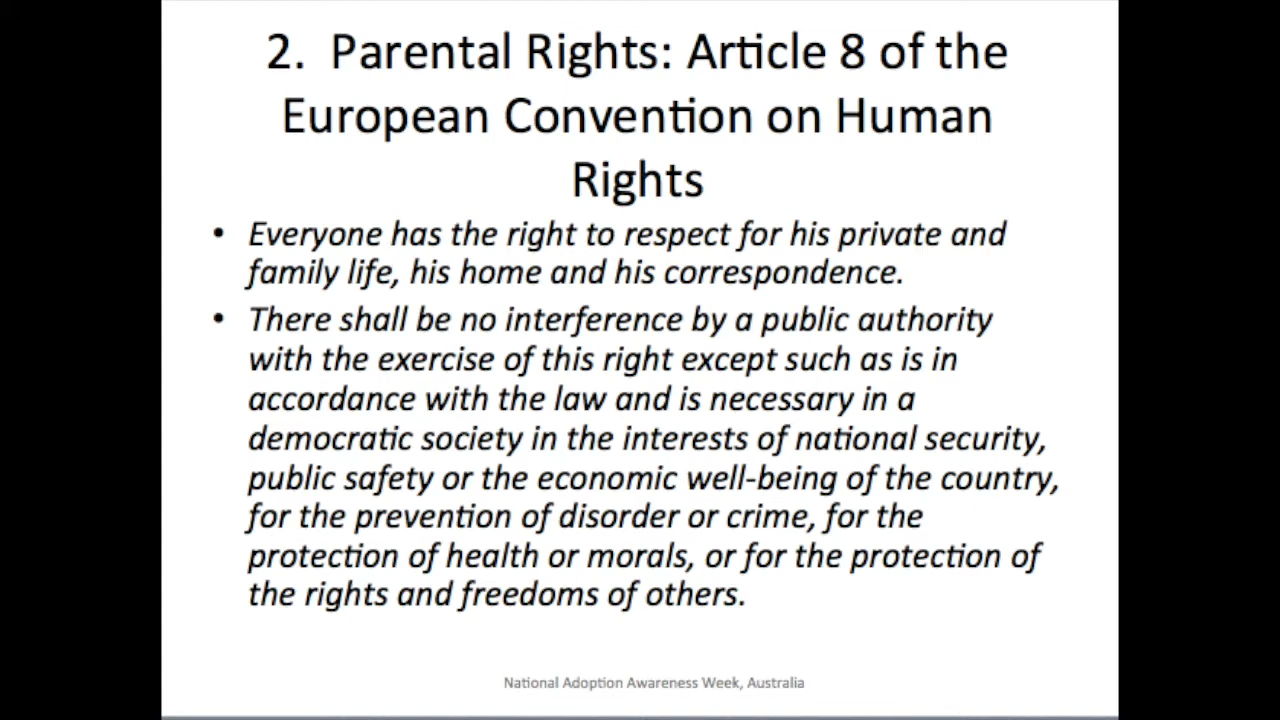 2.  Parental Rights: Article 8 of the
European Convention on Human
Rights
• Everyone has the right to respect for his private and
family life, his home and his correspondence.
• There shall be no interference by a public authority
with the exercise of this right except such as is in
accordance with the law and is necessary in a
democratic society in the interests of national security,
public safety or the economic well-being of the country,
for the prevention of disorder or crime, for the
protection of health or morals, or for the protection of
the rights and freedoms of others.
National Adoption Awareness Week, Australia